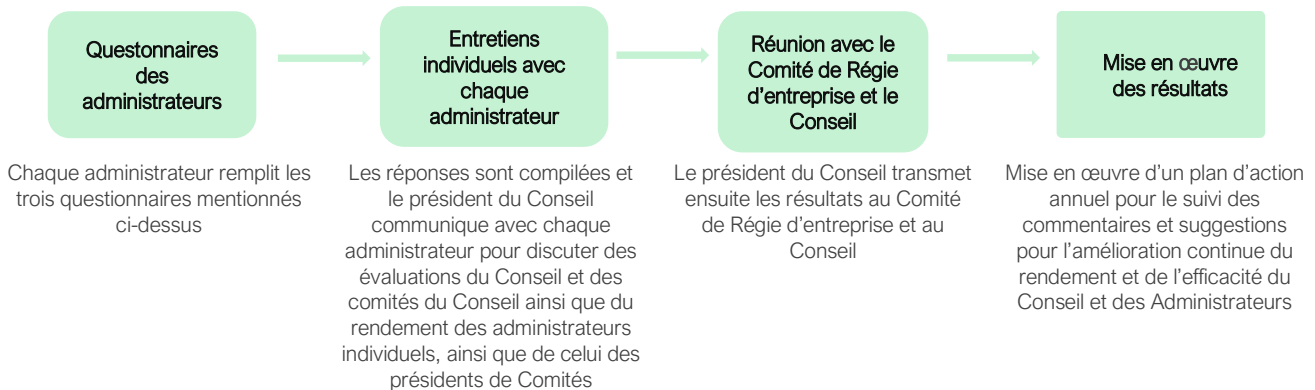 Questonnaires
des
administrateurs
Chaque administrateur remplit les
trois questionnaires mentionnés
ci-dessus
Entretiens
individuels avec
chaque
administrateur
Les réponses sont compilées et
le président du Conseil
communique avec chaque
administrateur pour discuter des
évaluations du Conseil et des
comités du Conseil ainsi que du
rendement des administrateurs
individuels, ainsi que de celui des
présidents de Comités
Réunion avec le
Comité de Régie
d’entreprise et le
Conseil
Le président du Conseil transmet
ensuite les résultats au Comité
de Régie d’entreprise et au
Conseil
Mise en œuvre
des résultats
Mise en œuvre d’un plan d’action
annuel pour le suivi des
commentaires et suggestions
pour l’amélioration continue du
rendement et de l’efficacité du
Conseil et des Administrateurs